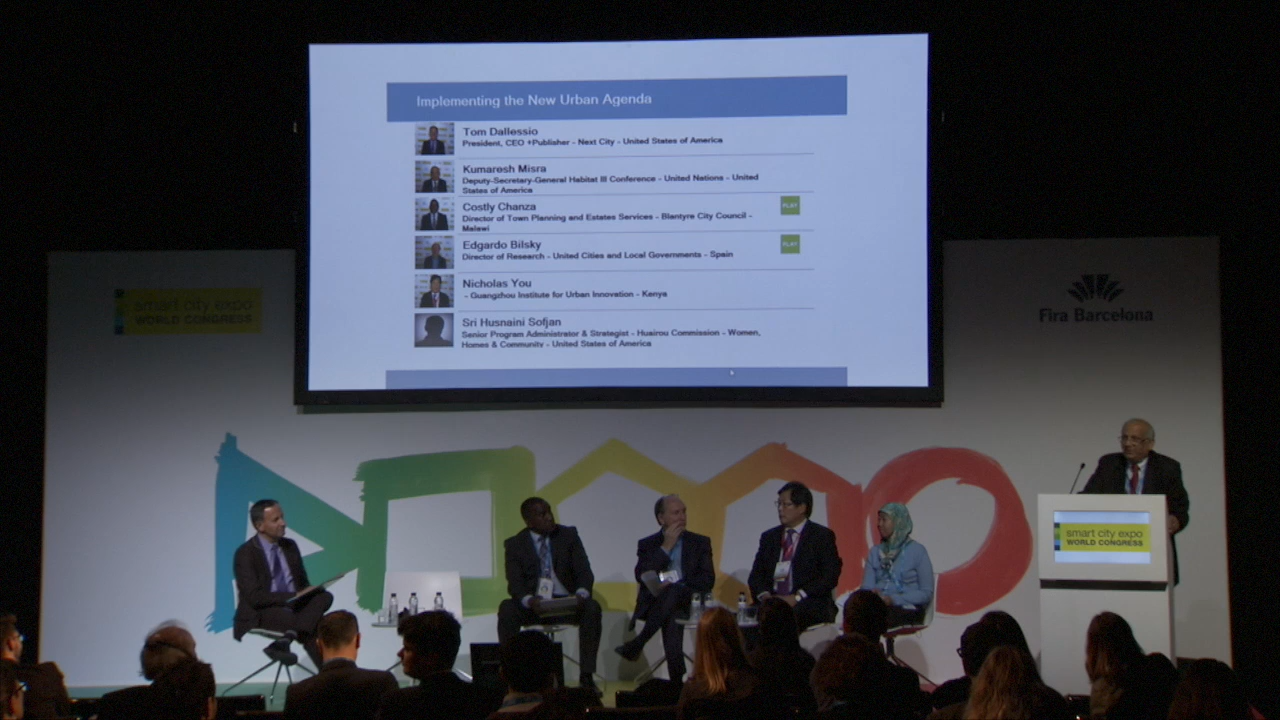 Implementing the New Urban Agenda
Tom Dallessio
President, CEO +Publisher - Next City - United States of America
Kumaresh Misra
Deputy-Secretary-General Habitat III Conference - United Nations - United
States of America
Costly Chanza
PLAY
Director of Town Planning and Estates Services - Blantyre City Council -
Malawi
Edgardo Bilsky
PLAY
Director of Research - United Cities and Local Governments - Spain
Nicholas You
- Guangzhou Institute for Urban Innovation - Kenya
Sri Husnaini Sofjan
Senior Program Administrator & Strategist - Huairou Commission - Women,
Homes & Community - United States of America
smart city expo
WORLD CONGRESS
Fira Barcelona
smart city expo
WORLD CONGRESS